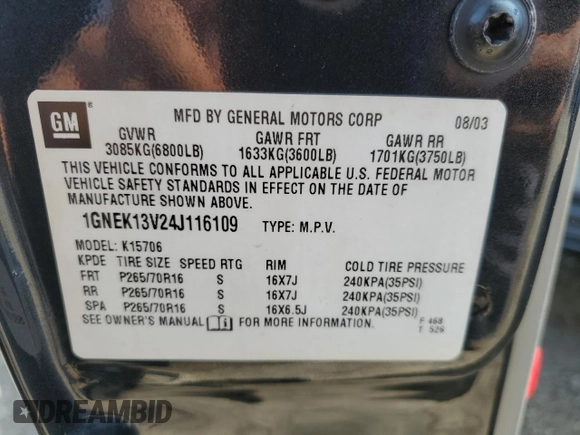 GM ®
MFD BY GENERAL MOTORS CORP 08/03
GVWR GAWR FRT GAWR RR
3085KG(6800LB) 1633KG(3600LB) 1701KG(3750LB)
THIS VEHICLE CONFORMS TO ALL APPLICABLE U.S. FEDERAL MOTOR
VEHICLE SAFETY STANDARDS IN EFFECT ON THE DATE OF
MANUFACTURE SHOWN ABOVE.
1GNEK13V24J116109 TYPE: M.P.V.
MODEL: K15706
KPDE TIRE SIZE SPEED RTG RIM COLD TIRE PRESSURE
FRT P265/70R16 S 16X7J 240KPA(35PSI)
RR P265/70R16 S 16X7J 240KPA(35PSI)
SPA P265/70R16 S 16X6.5J 240KPA(35PSI)
SEE OWNER'S MANUAL FOR MORE INFORMATION. F: 468
T: 526
DREAMBID